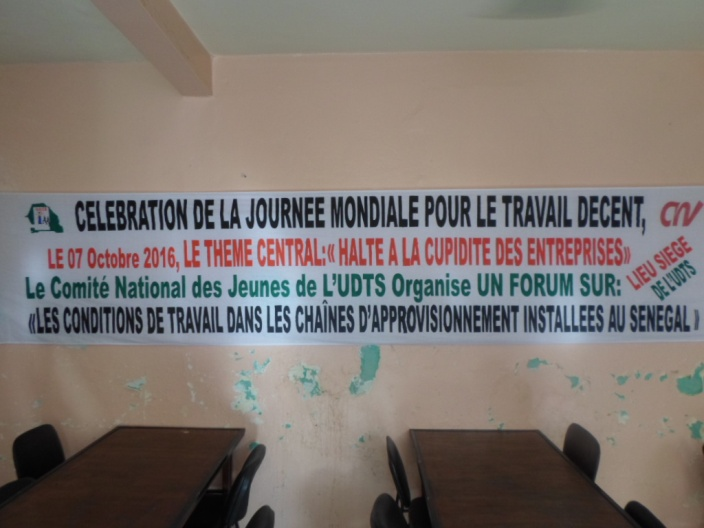 CELEBRATION DE LA JOURNEE MONDIALE POUR LE TRAVAIL DECENT,
LE 07 Octobre 2016, LE THEME CENTRAL:« HALTE A LA CUPIDITE DES ENTREPRISES»
Le Comité National des Jeunes de L'UDTS Organise UN FORUM SUR:
«LES CONDITIONS DE TRAVAIL DANS LES CHAÎNES D'APPROVISIONNEMENT INSTALLEES AU SENEGAL »
LIEU SIEGE
DE L'UDTS